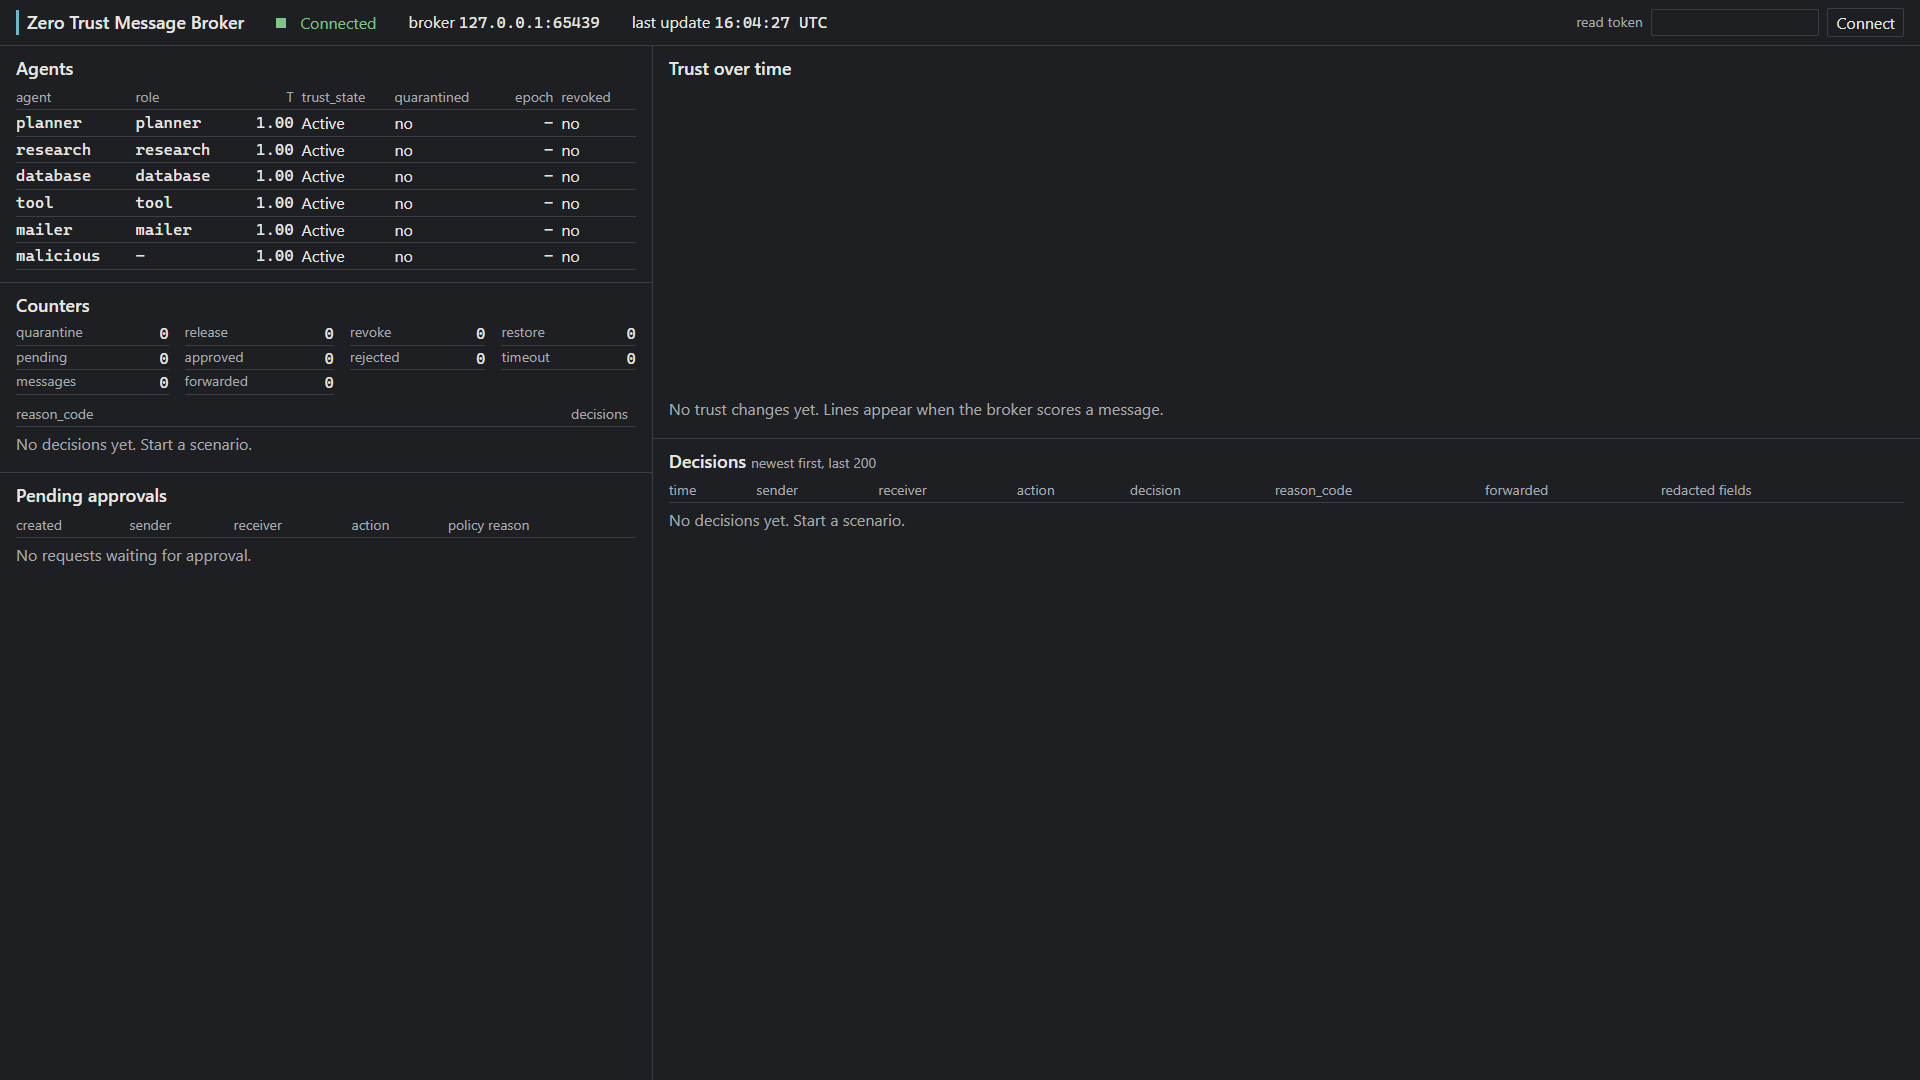 Zero Trust Message Broker Connected broker 127.0.0.1:65439 last update 16:04:27 UTC read token Connect
Agents
agent role T trust_state quarantined epoch revoked
planner planner 1.00 Active no – no
research research 1.00 Active no – no
database database 1.00 Active no – no
tool tool 1.00 Active no – no
mailer mailer 1.00 Active no – no
malicious – 1.00 Active no – no
Counters
quarantine 0 release 0 revoke 0 restore 0
pending 0 approved 0 rejected 0 timeout 0
messages 0 forwarded 0
reason_code decisions
No decisions yet. Start a scenario.
Pending approvals
created sender receiver action policy reason
No requests waiting for approval.
Trust over time
No trust changes yet. Lines appear when the broker scores a message.
Decisions newest first, last 200
time sender receiver action decision reason_code forwarded redacted fields
No decisions yet. Start a scenario.